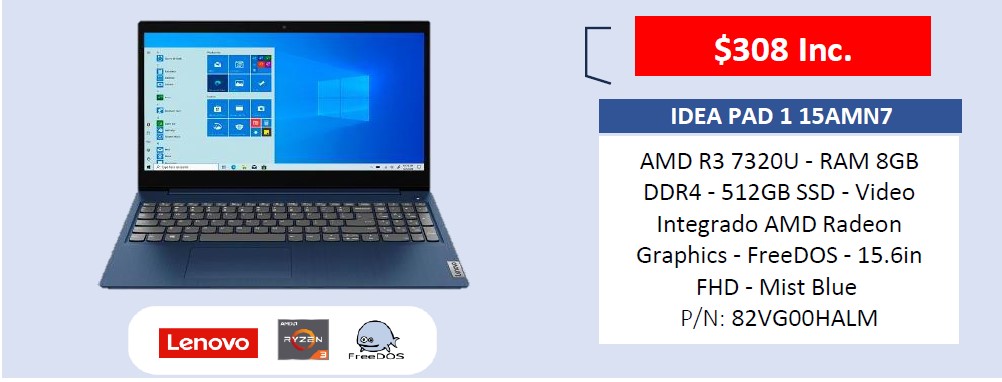 $308 Inc.
IDEA PAD 1 15AMN7
AMD R3 7320U - RAM 8GB
DDR4 - 512GB SSD - Video
Integrado AMD Radeon
Graphics - FreeDOS - 15.6in
FHD - Mist Blue
P/N: 82VG00HALM
Lenovo
Lenovo
AMD
RYZEN
3
FreeDOS